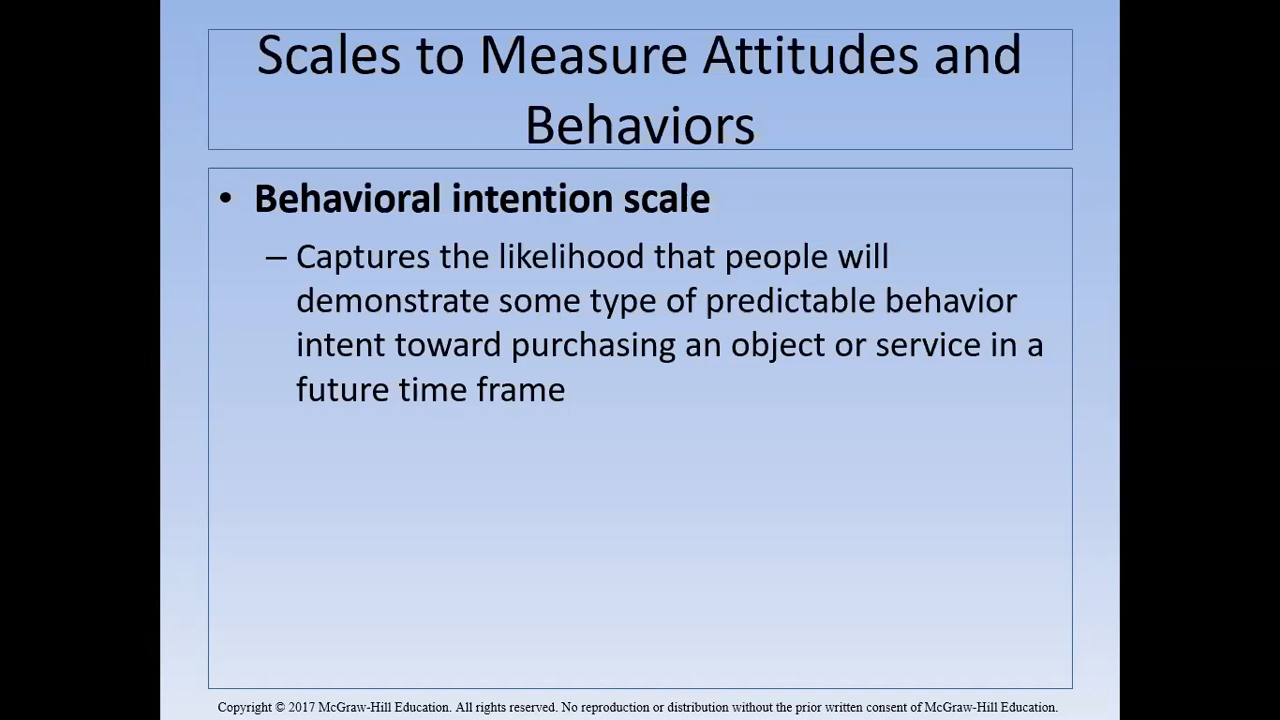 Scales to Measure Attitudes and
Behaviors
• Behavioral intention scale
– Captures the likelihood that people will
demonstrate some type of predictable behavior
intent toward purchasing an object or service in a
future time frame
Copyright © 2017 McGraw-Hill Education. All rights reserved. No reproduction or distribution without the prior written consent of McGraw-Hill Education.